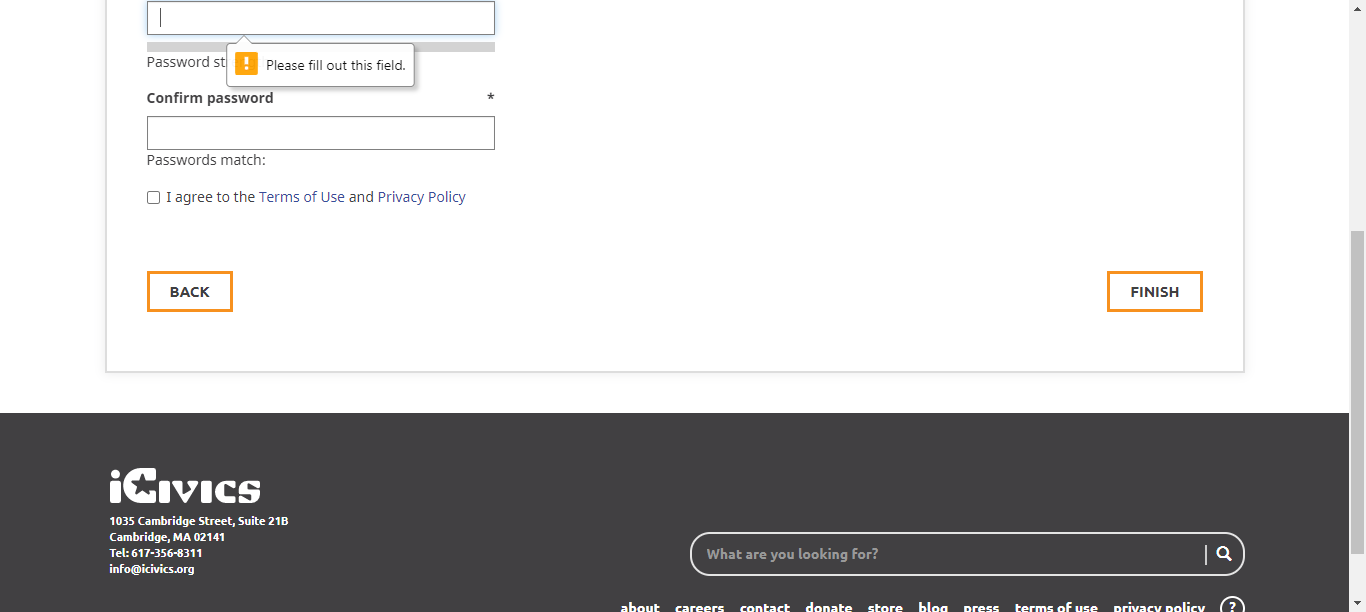 Password st
! Please fill out this field.
Confirm password *
Passwords match:
I agree to the Terms of Use and Privacy Policy
BACK
FINISH
iCivics
1035 Cambridge Street, Suite 21B
Cambridge, MA 02141
Tel: 617-356-8311
info@icivics.org
What are you looking for?
about careers contact donate store blog press terms of use privacy policy ?